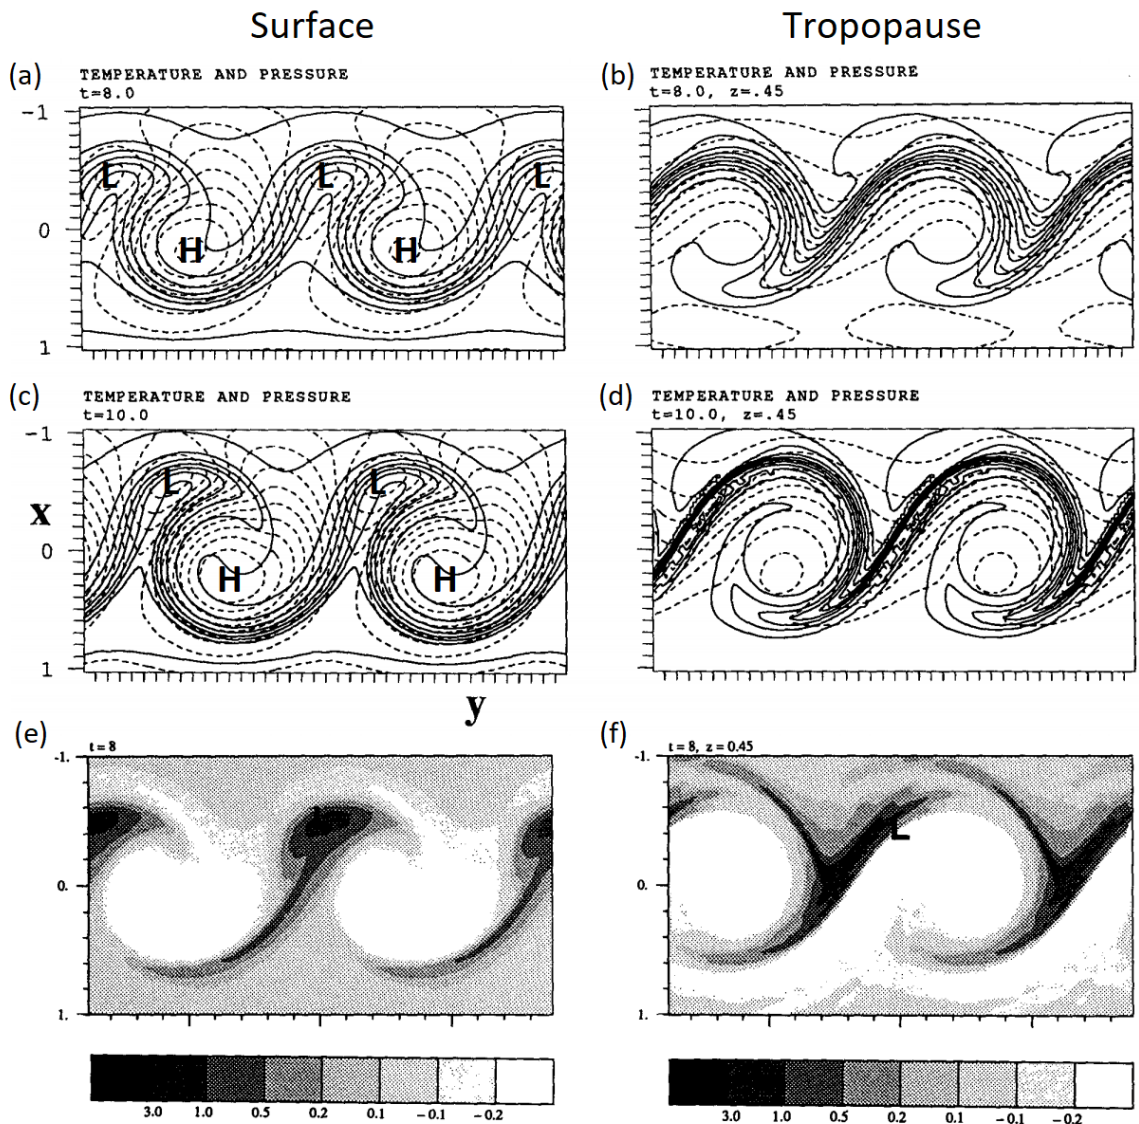 Surface
Tropopause
(a)
TEMPERATURE AND PRESSURE
t=8.0
(b)
TEMPERATURE AND PRESSURE
t=8.0, z=.45
-1
0
1
L
L
L
H
H
(c)
TEMPERATURE AND PRESSURE
t=10.0
(d)
TEMPERATURE AND PRESSURE
t=10.0, z=.45
-1
x
0
1
L
L
H
H
y
(e)
t = 8
-1.
0.
1.
(f)
t = 8, z = 0.45
-1.
0.
1.
L
3.0 1.0 0.5 0.2 0.1 -0.1 -0.2
3.0 1.0 0.5 0.2 0.1 -0.1 -0.2